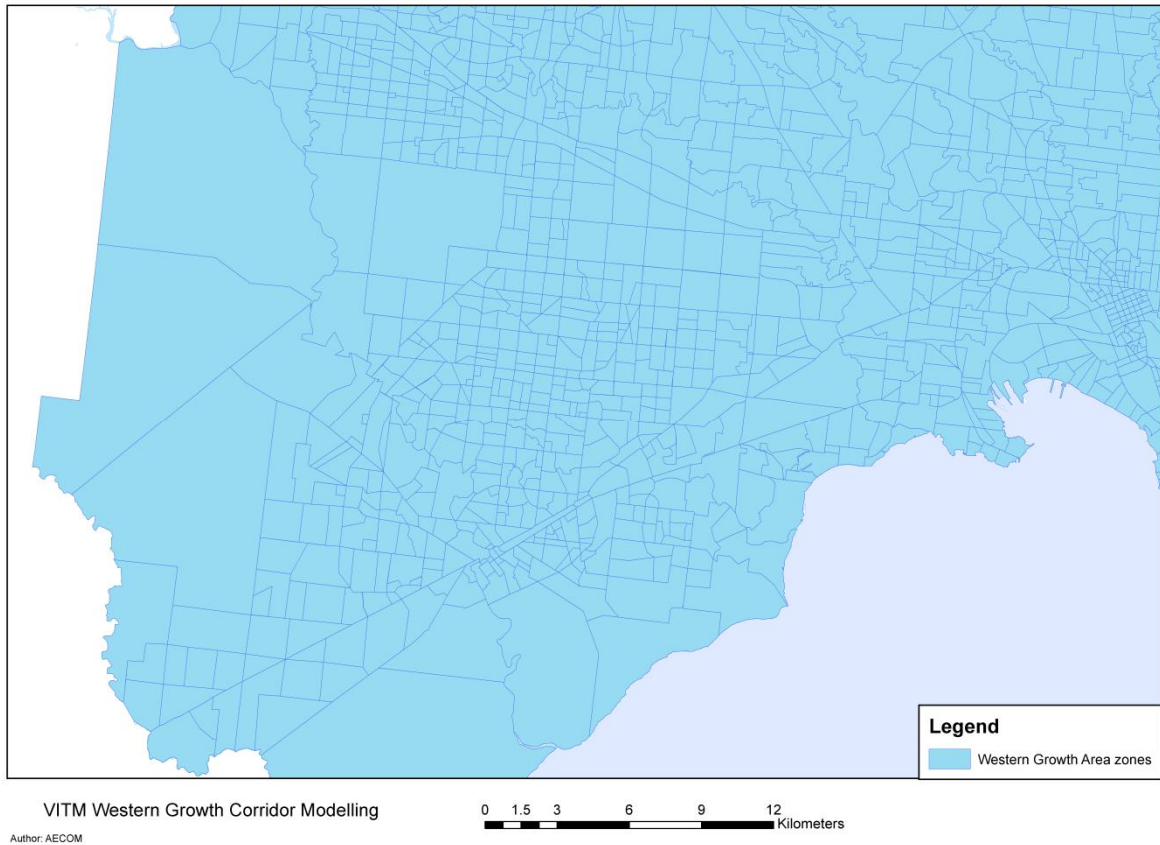 Legend
Western Growth Area zones
VITM Western Growth Corridor Modelling
0 1.5 3 6 9 12
Kilometers
Author: AECOM